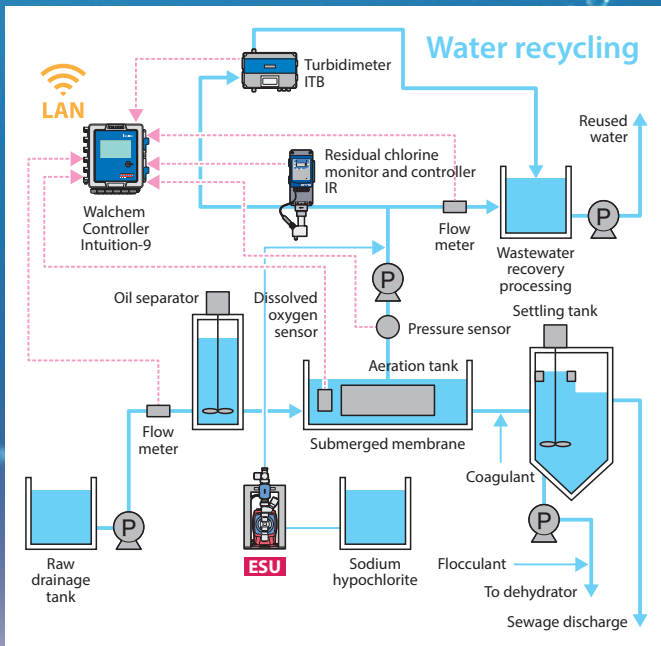 Water recycling
LAN
Turbidimeter
ITB
Reused
water
Residual chlorine
monitor and controller
IR
Walchem
Controller
Intuition-9
Flow
meter
P
Wastewater
recovery
processing
Oil separator
Dissolved
oxygen
sensor
P
Pressure sensor
Settling tank
Aeration tank
Flow
meter
Submerged membrane
Coagulant
P
P
Raw
drainage
tank
ESU
Sodium
hypochlorite
Flocculant
To dehydrator
Sewage discharge